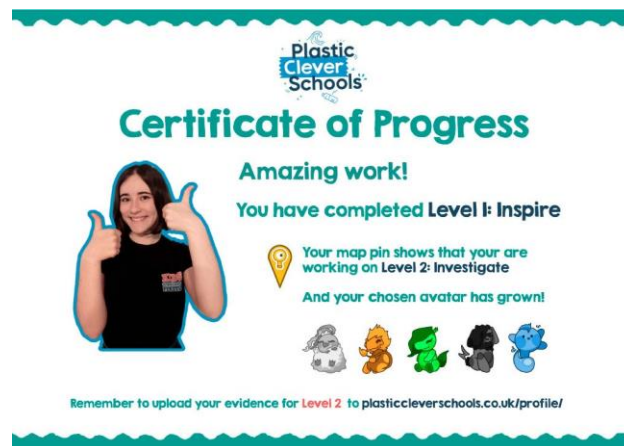 Plastic
Clever
Schools
Certificate of Progress
Amazing work!
You have completed Level 1: Inspire
Your map pin shows that your are
working on Level 2: Investigate
And your chosen avatar has grown!
Remember to upload your evidence for Level 2 to plasticcleverschools.co.uk/profile/